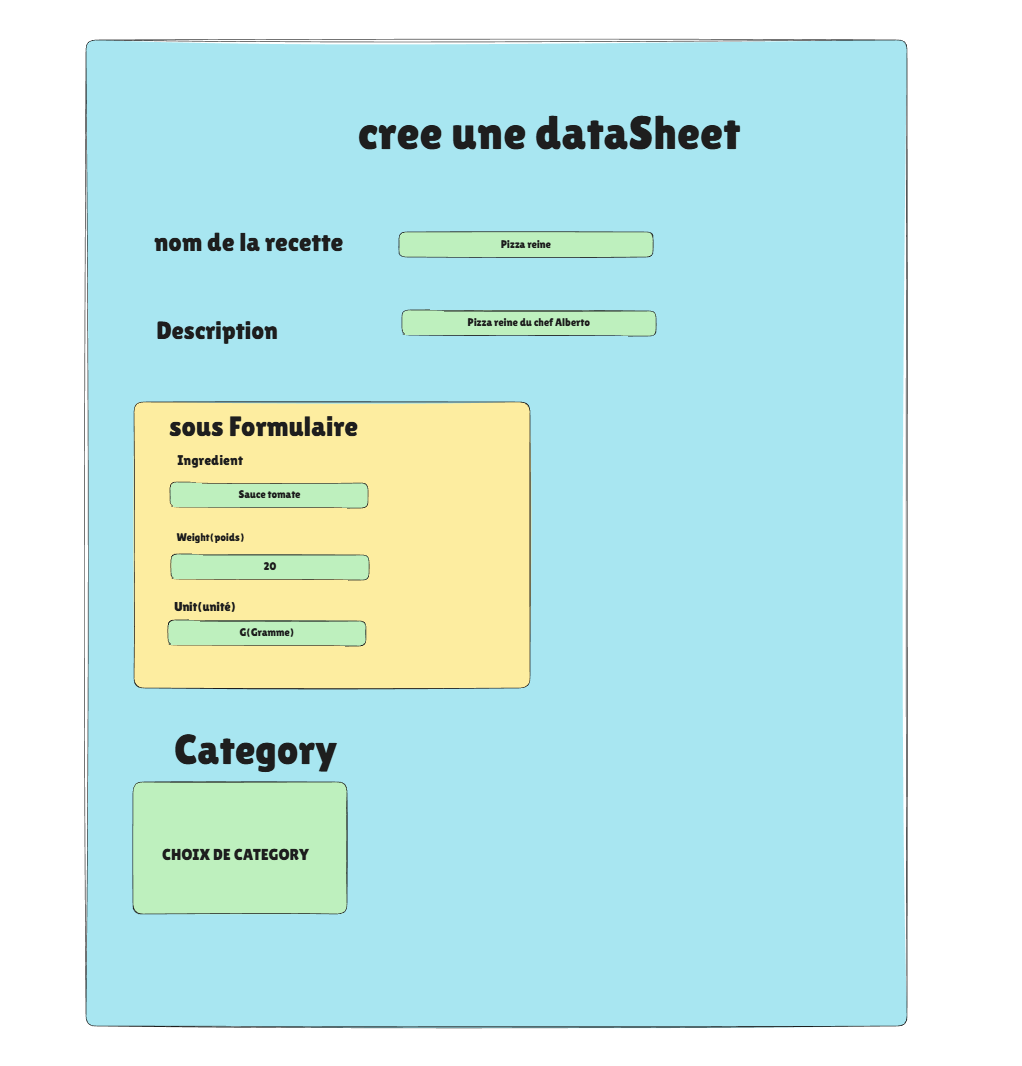 cree une dataSheet
nom de la recette
Pizza reine
Description
Pizza reine du chef Alberto
sous Formulaire
Ingredient
Sauce tomate
Weight(poids)
20
Unit(unité)
G(Gramme)
Category
CHOIX DE CATEGORY